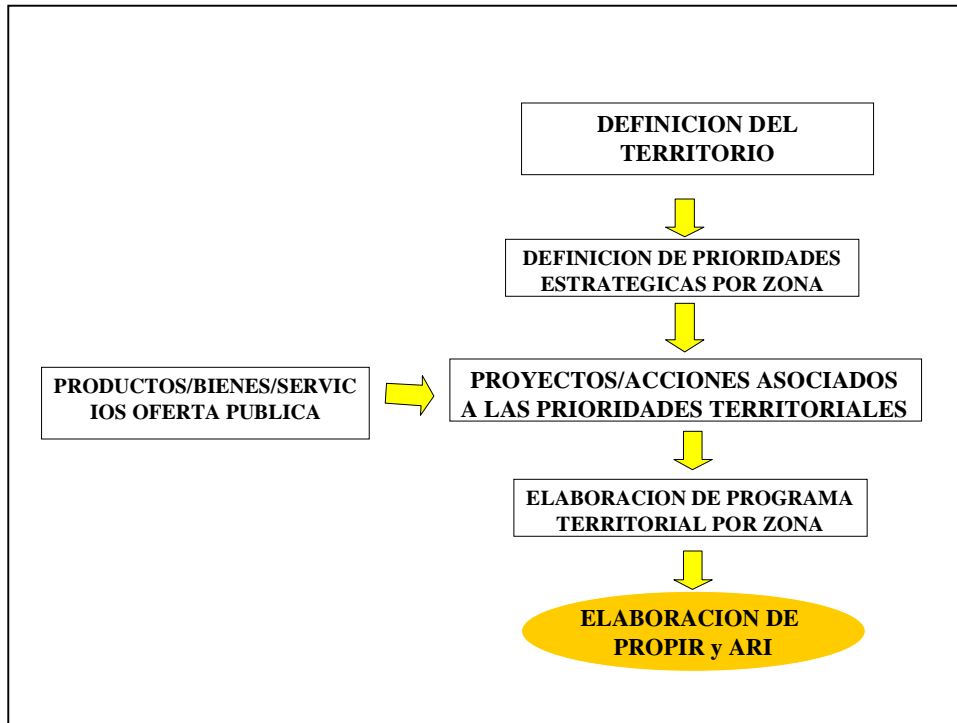 DEFINICION DEL
TERRITORIO
DEFINICION DE PRIORIDADES
ESTRATEGICAS POR ZONA
PRODUCTOS/BIENES/SERVIC
IOS OFERTA PUBLICA
PROYECTOS/ACCIONES ASOCIADOS
A LAS PRIORIDADES TERRITORIALES
ELABORACION DE PROGRAMA
TERRITORIAL POR ZONA
ELABORACION DE
PROPIR y ARI